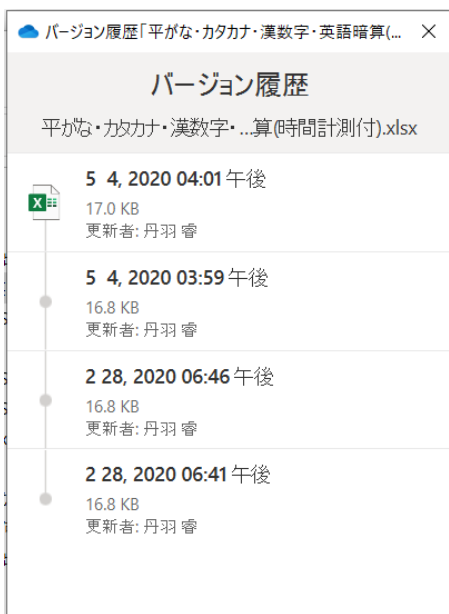 バージョン履歴「平がな・カタカナ・漢数字・英語暗算(...
バージョン履歴
平がな・カタカナ・漢数字・...算(時間計測付).xlsx
5 4, 2020 04:01 午後
17.0 KB
更新者: 丹羽 睿
5 4, 2020 03:59 午後
16.8 KB
更新者: 丹羽 睿
2 28, 2020 06:46 午後
16.8 KB
更新者: 丹羽 睿
2 28, 2020 06:41 午後
16.8 KB
更新者: 丹羽 睿